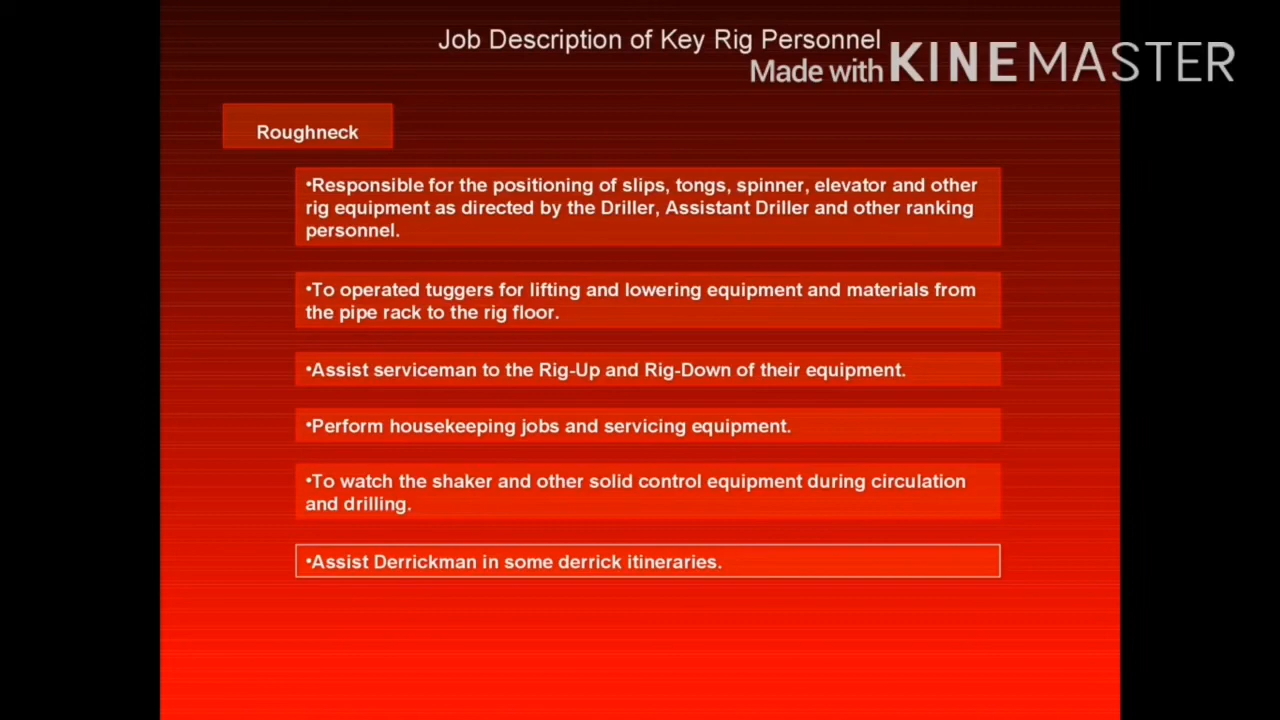 Job Description of Key Rig Personnel
Made with KINEMASTER
Roughneck
•Responsible for the positioning of slips, tongs, spinner, elevator and other
rig equipment as directed by the Driller, Assistant Driller and other ranking
personnel.
•To operated tuggers for lifting and lowering equipment and materials from
the pipe rack to the rig floor.
•Assist serviceman to the Rig-Up and Rig-Down of their equipment.
•Perform housekeeping jobs and servicing equipment.
•To watch the shaker and other solid control equipment during circulation
and drilling.
•Assist Derrickman in some derrick itineraries.